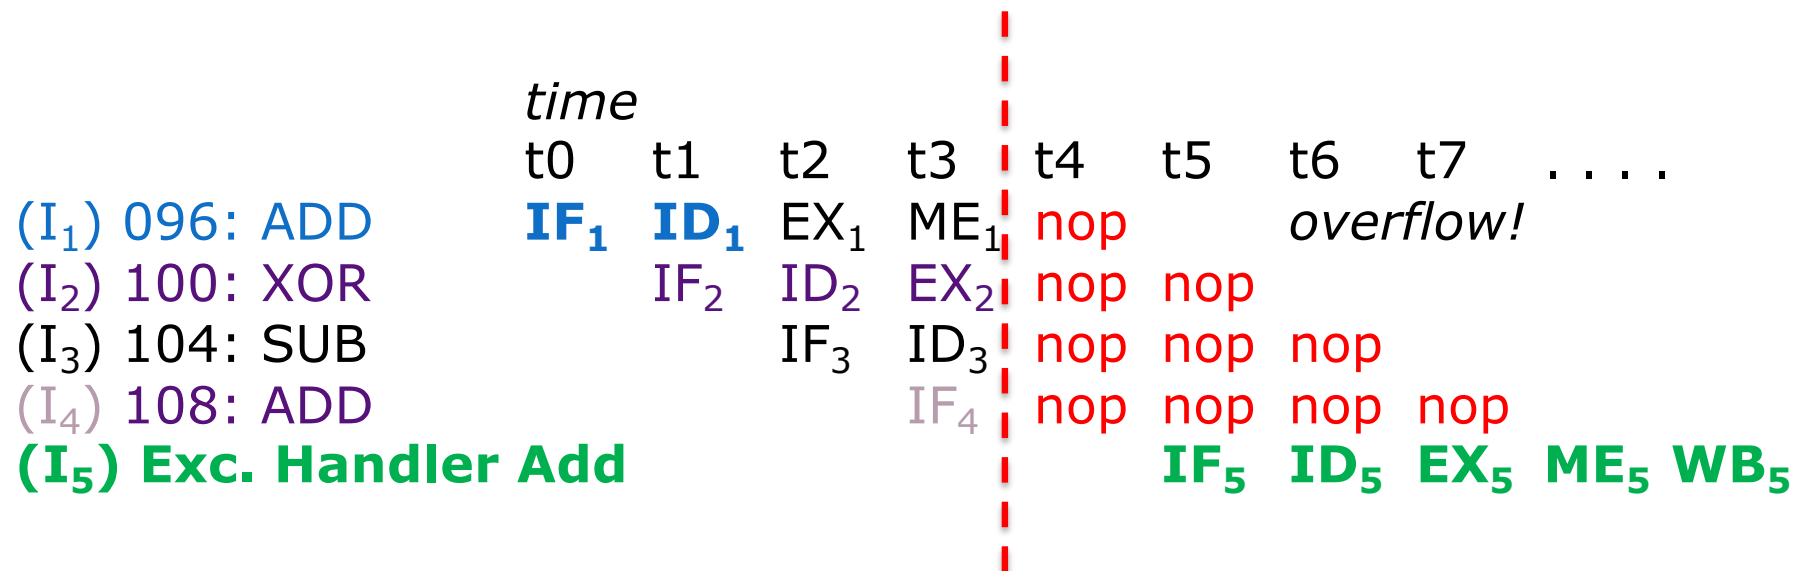 time
t0 t1 t2 t3 t4 t5 t6 t7 . . . .
(I₁) 096: ADD IF₁ ID₁ EX₁ ME₁ nop overflow!
(I₂) 100: XOR IF₂ ID₂ EX₂ nop nop
(I₃) 104: SUB IF₃ ID₃ nop nop nop
(I₄) 108: ADD IF₄ nop nop nop nop
(I₅) Exc. Handler Add IF₅ ID₅ EX₅ ME₅ WB₅